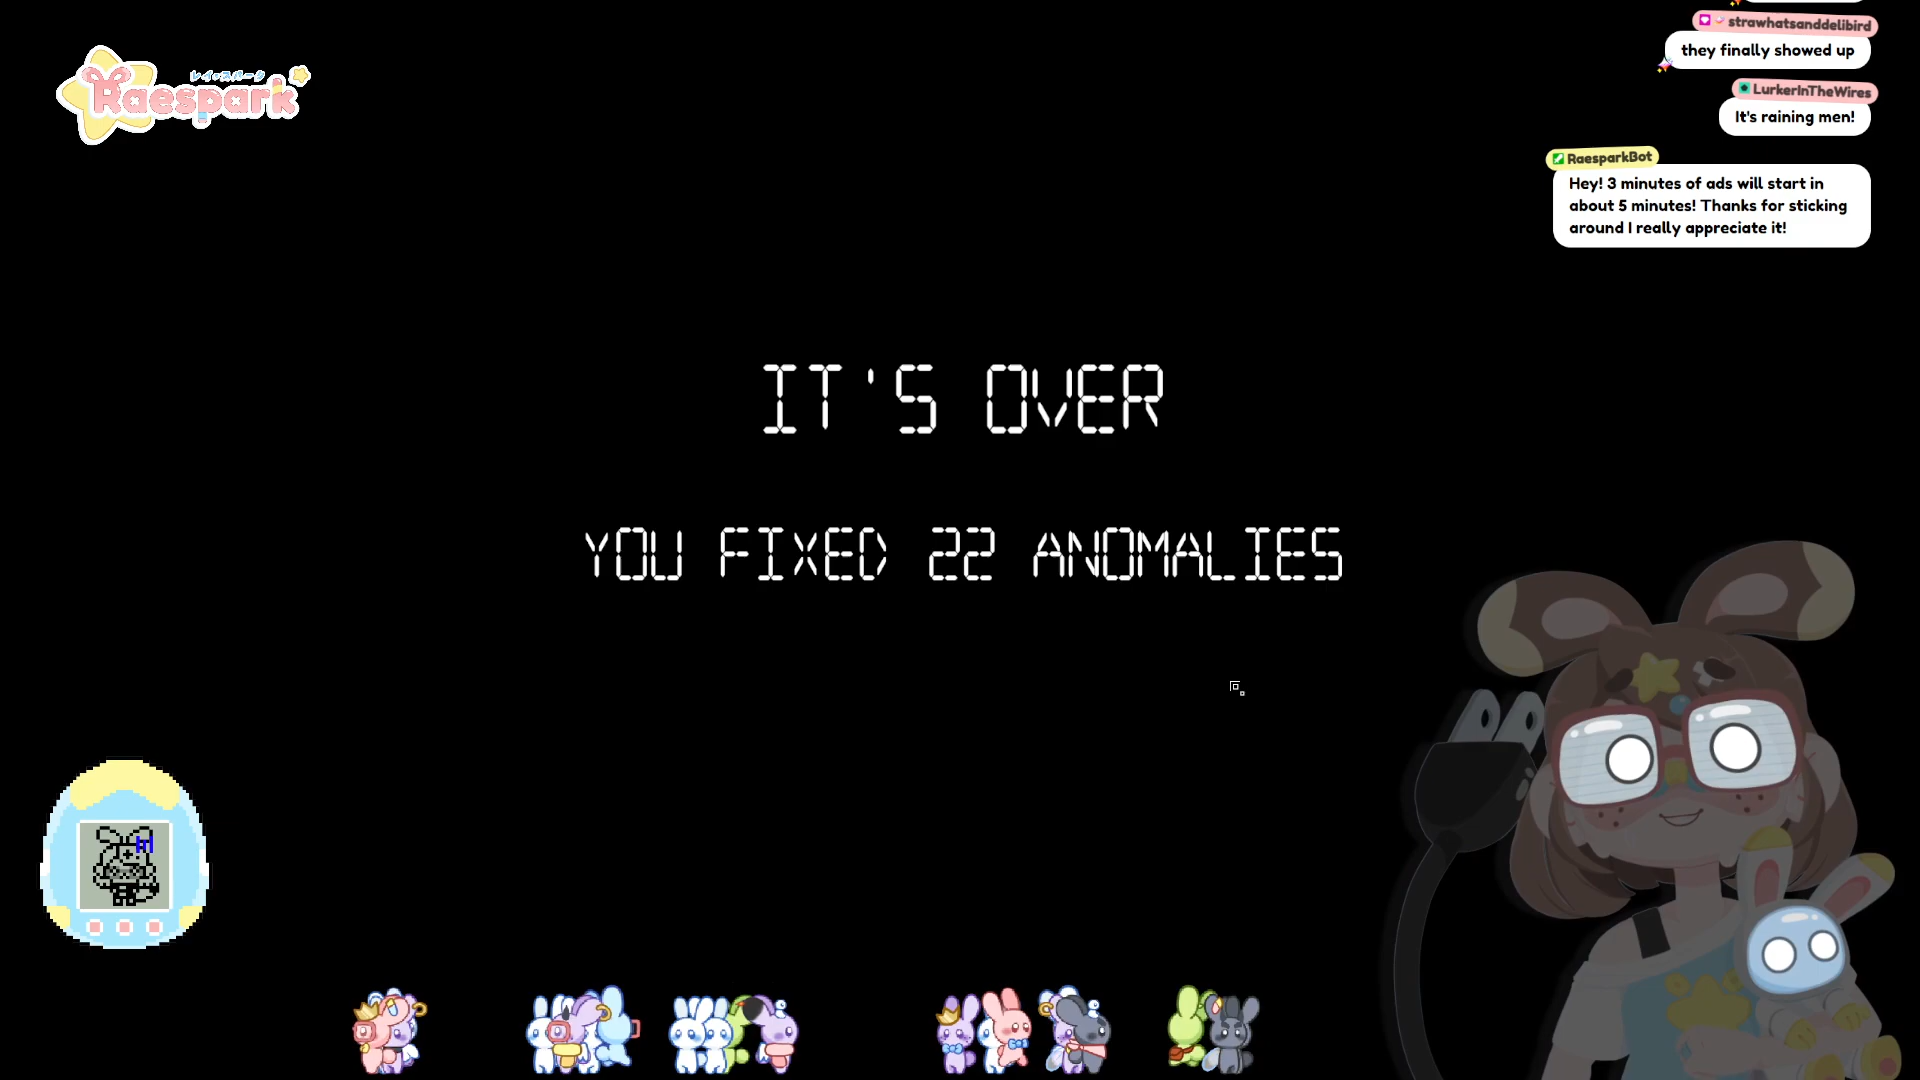 レイ・スパーク
Raespark
strawhatsanddelibird
they finally showed up
LurkerInTheWires
It's raining men!
RaesparkBot
Hey! 3 minutes of ads will start in
about 5 minutes! Thanks for sticking
around I really appreciate it!
IT'S OVER
YOU FIXED 22 ANOMALIES